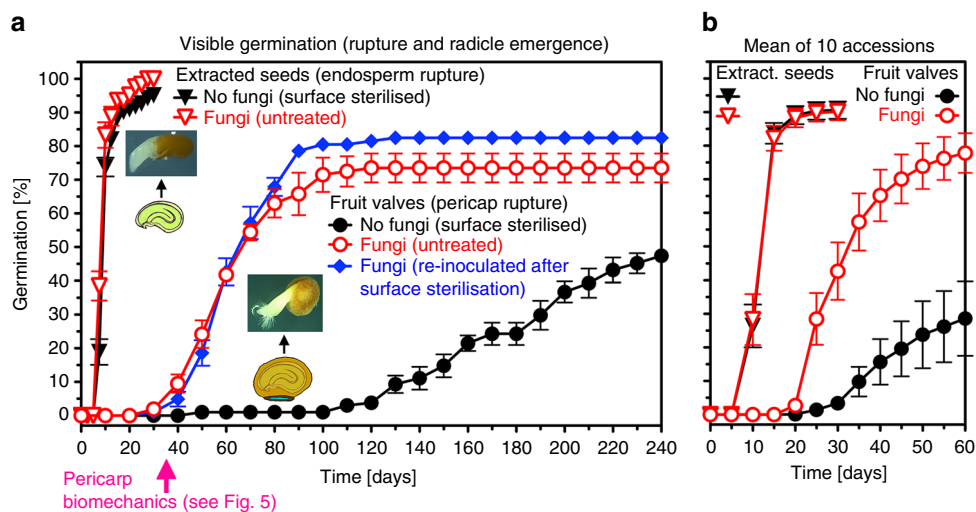 a
Visible germination (rupture and radicle emergence)
Extracted seeds (endosperm rupture)
No fungi (surface sterilised)
Fungi (untreated)
Fruit valves (pericap rupture)
No fungi (surface sterilised)
Fungi (untreated)
Fungi (re-inoculated after
surface sterilisation)
Germination [%]
100
90
80
70
60
50
40
30
20
10
0
0 20 40 60 80 100 120 140 160 180 200 220 240
Time [days]
Pericarp
biomechanics (see Fig. 5)
b
Mean of 10 accessions
Extract. seeds
Fruit valves
No fungi
Fungi
0 10 20 30 40 50 60
Time [days]